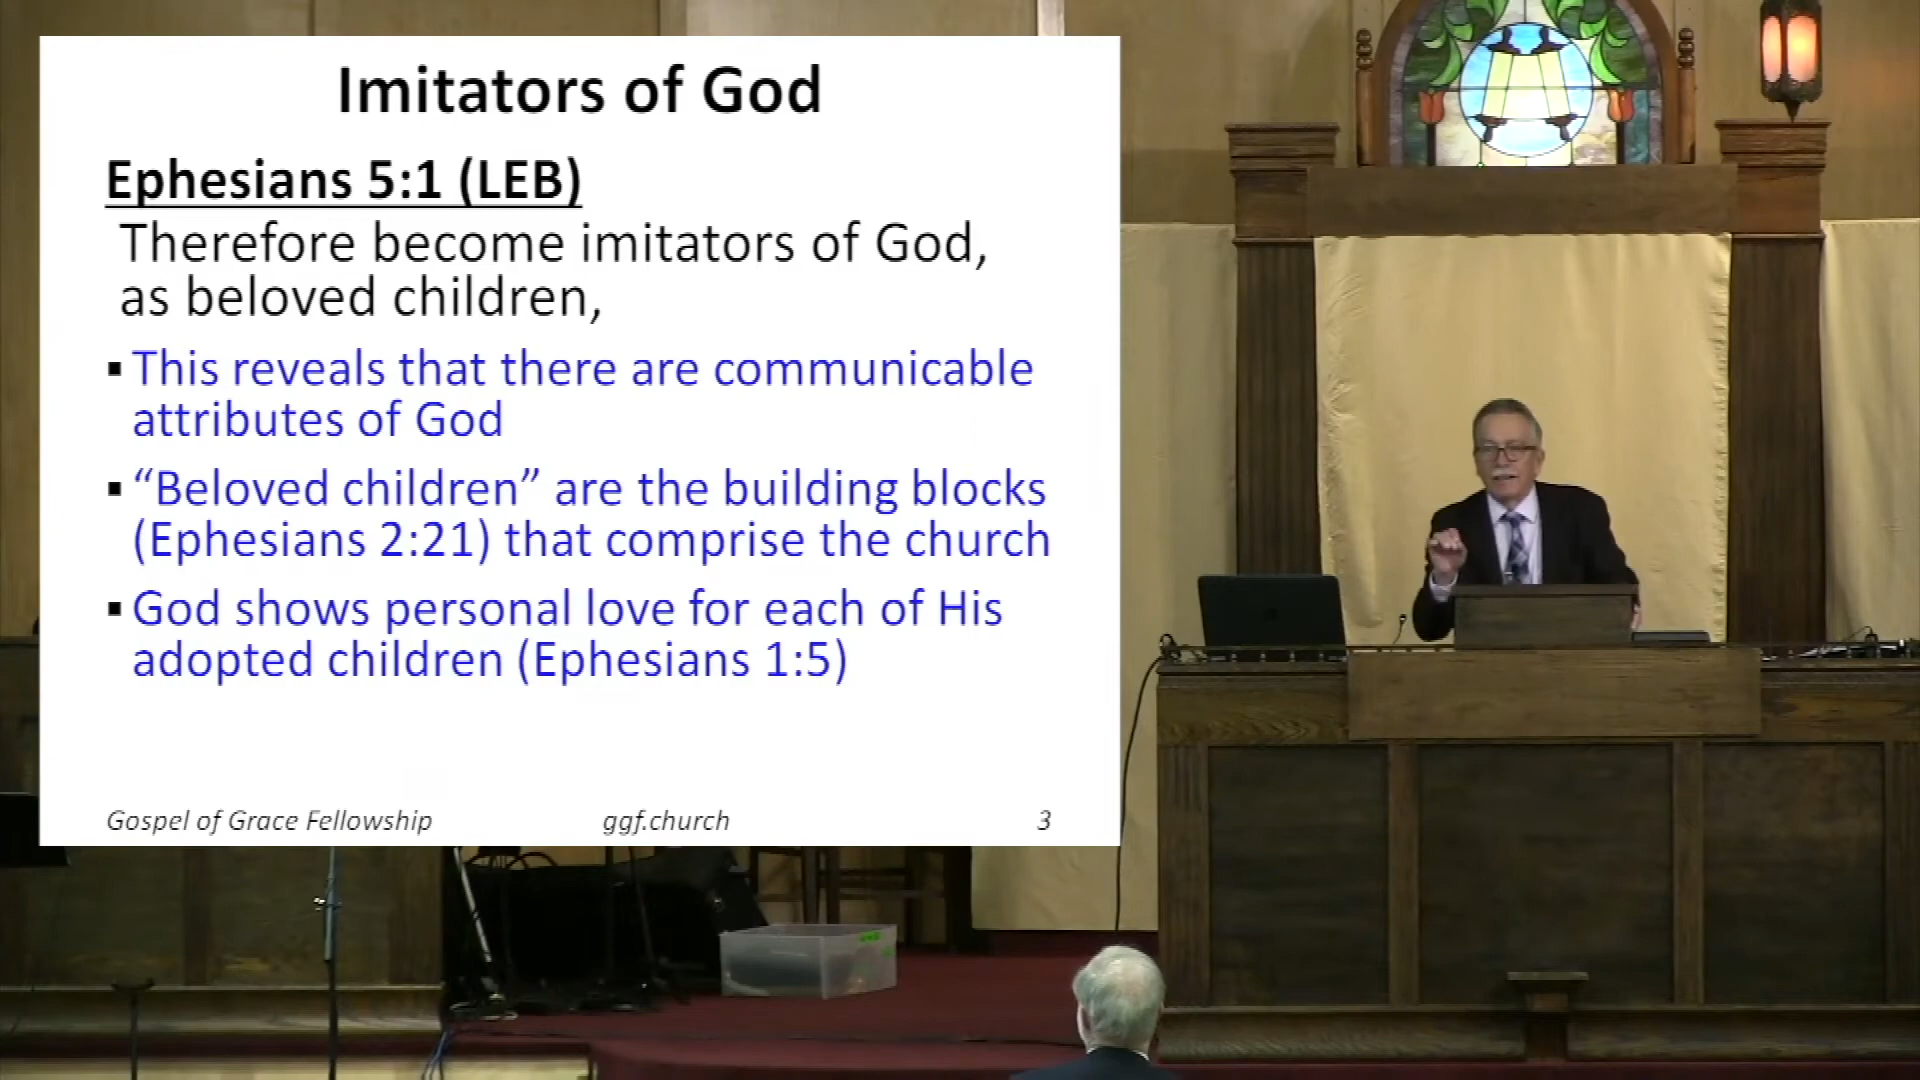 Imitators of God
Ephesians 5:1 (LEB)
Therefore become imitators of God,
as beloved children,
▪ This reveals that there are communicable
attributes of God
▪ “Beloved children” are the building blocks
(Ephesians 2:21) that comprise the church
▪ God shows personal love for each of His
adopted children (Ephesians 1:5)
Gospel of Grace Fellowship ggf.church 3